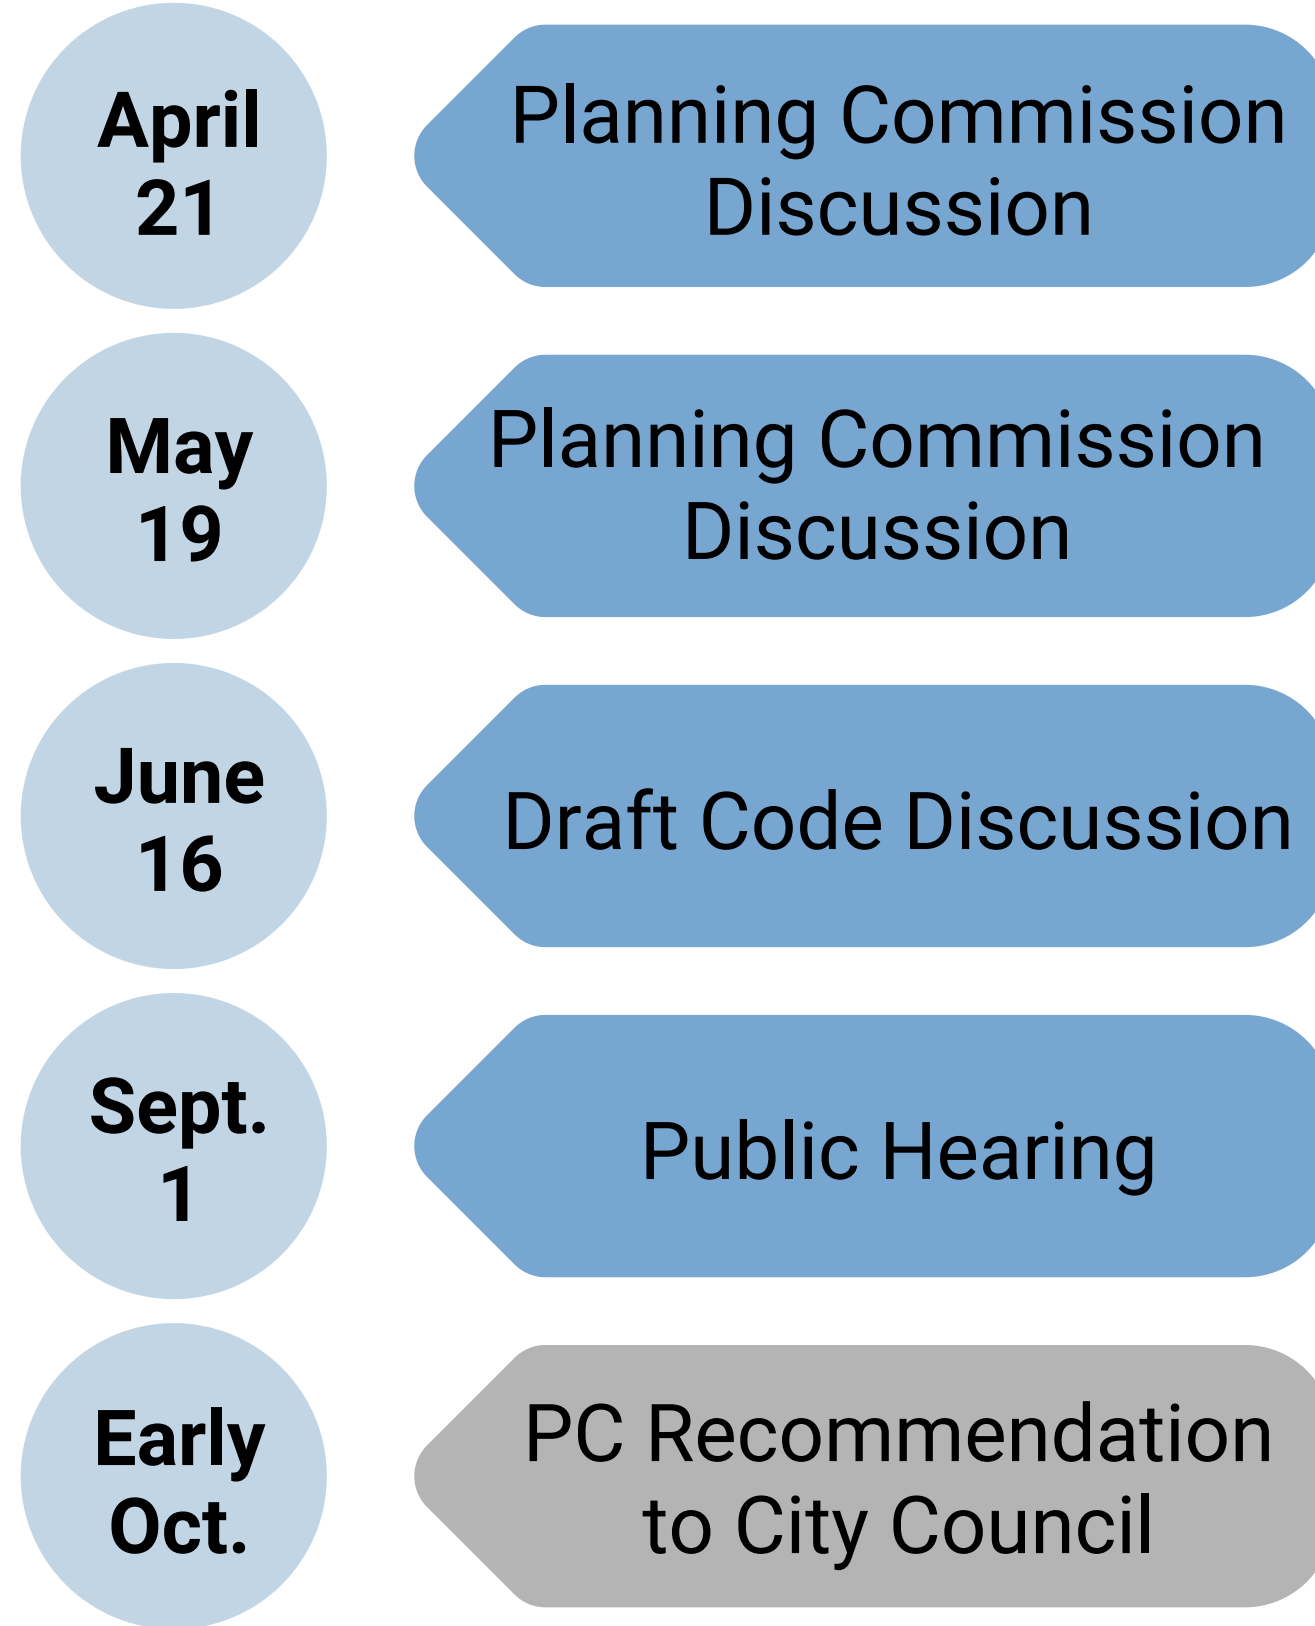 April
21
Planning Commission
Discussion
May
19
Planning Commission
Discussion
June
16
Draft Code Discussion
Sept.
1
Public Hearing
Early
Oct.
PC Recommendation
to City Council